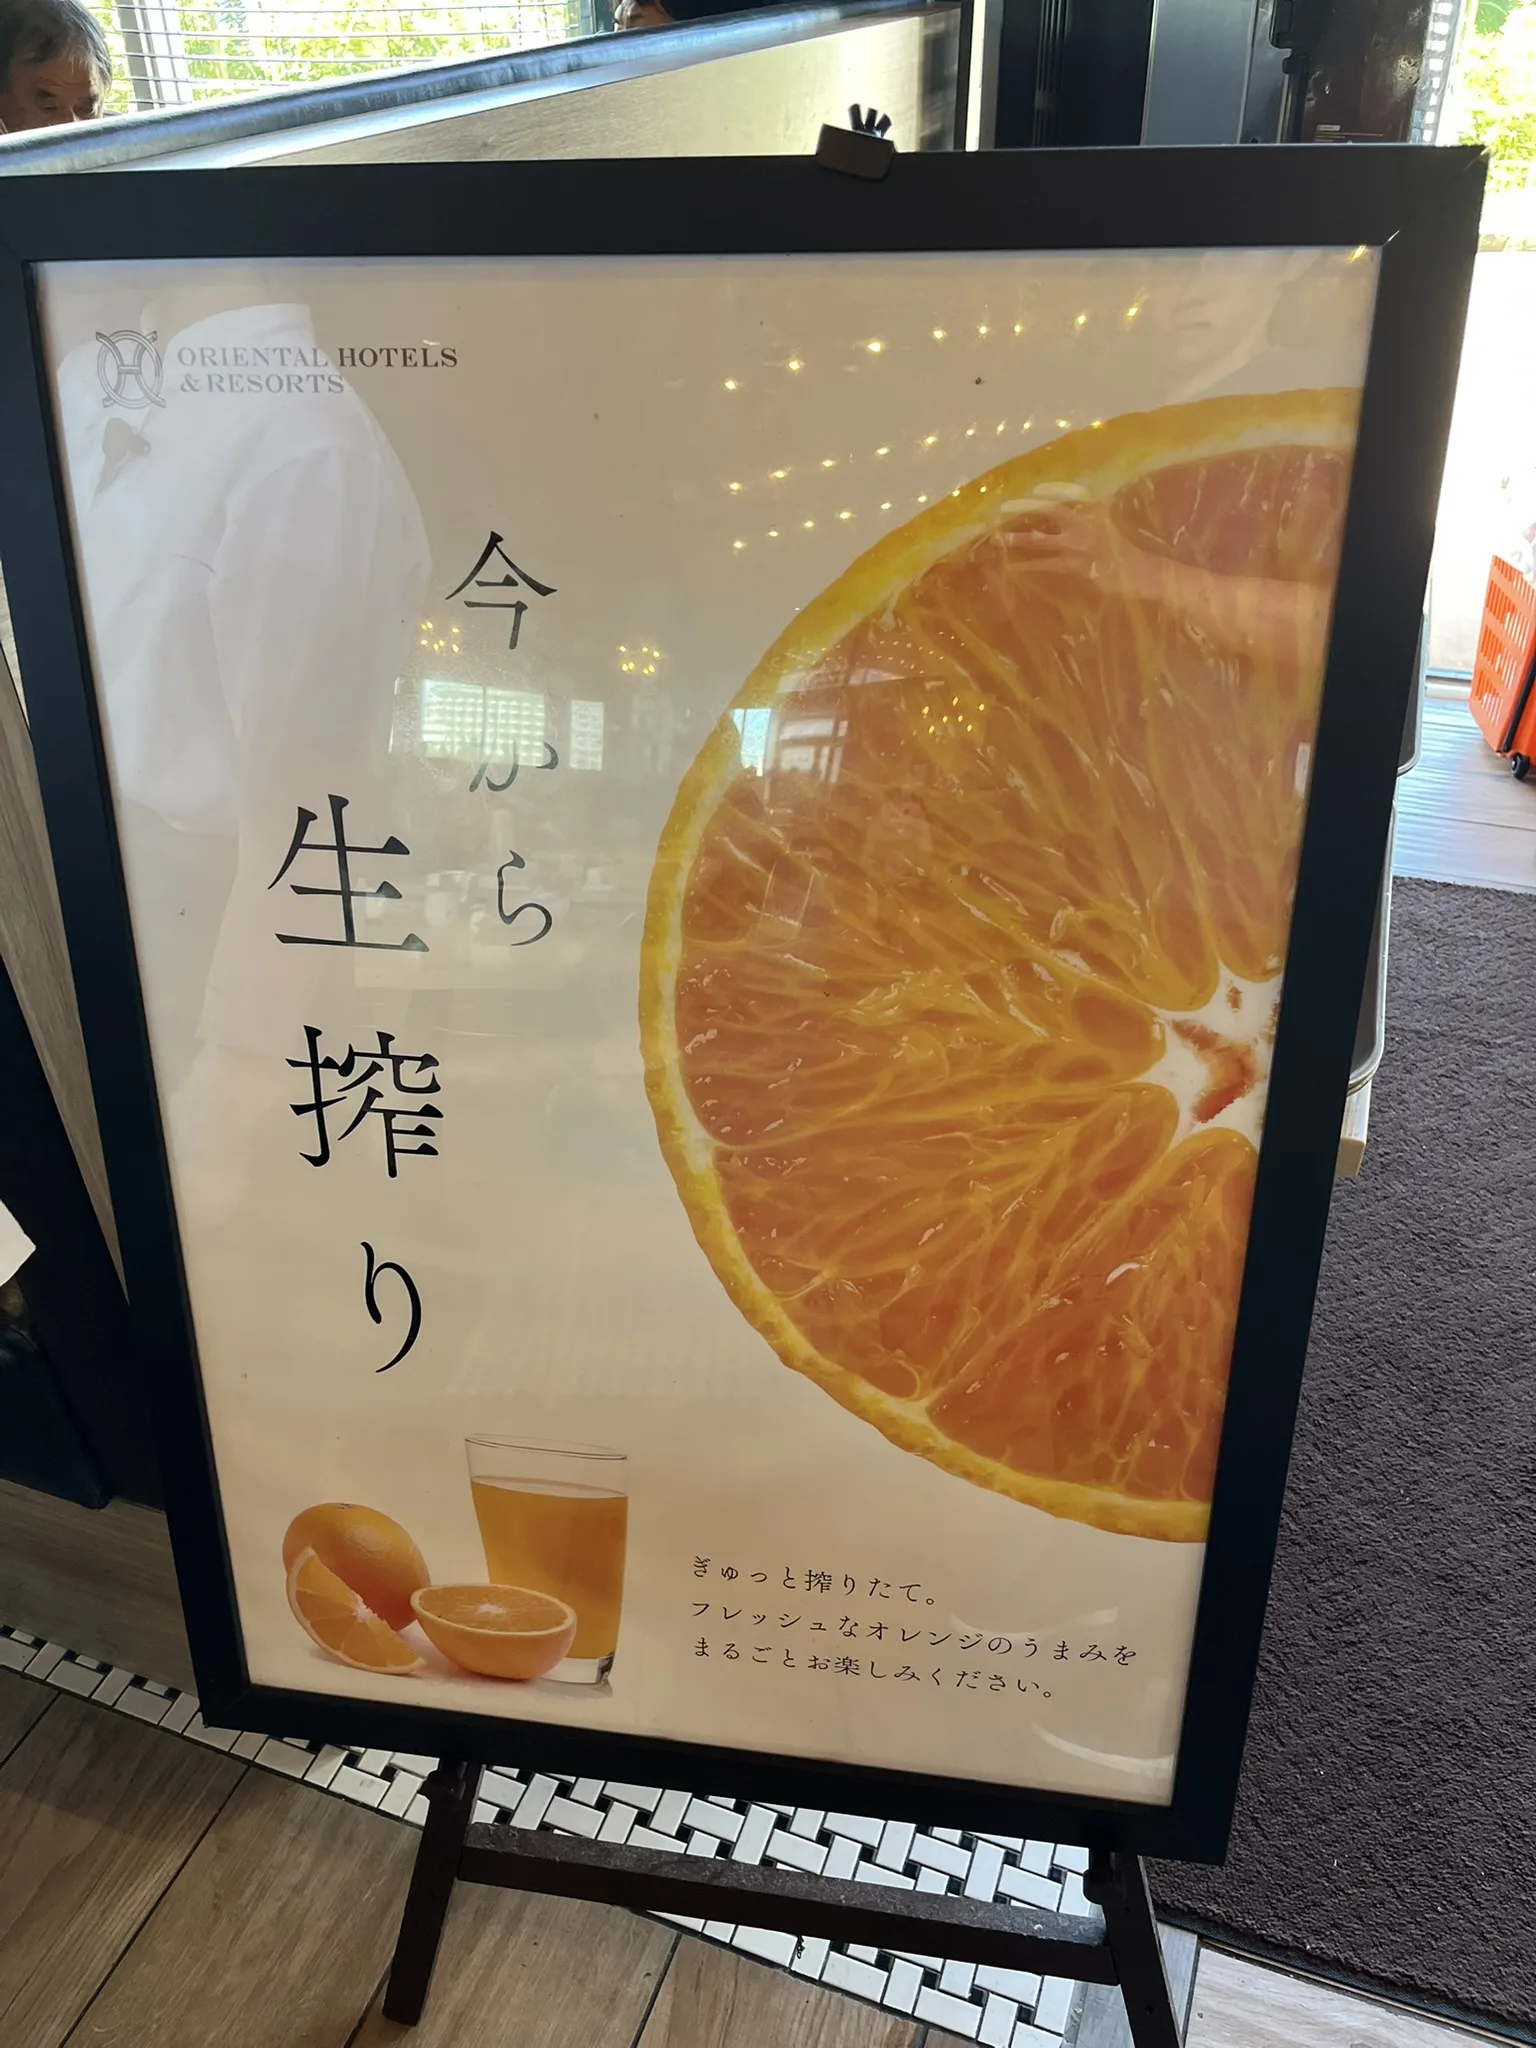 ORIENTAL HOTELS
& RESORTS
今から
生搾り
ぎゅっと搾りたて。
フレッシュなオレンジのうまみを
まるごとお楽しみください。